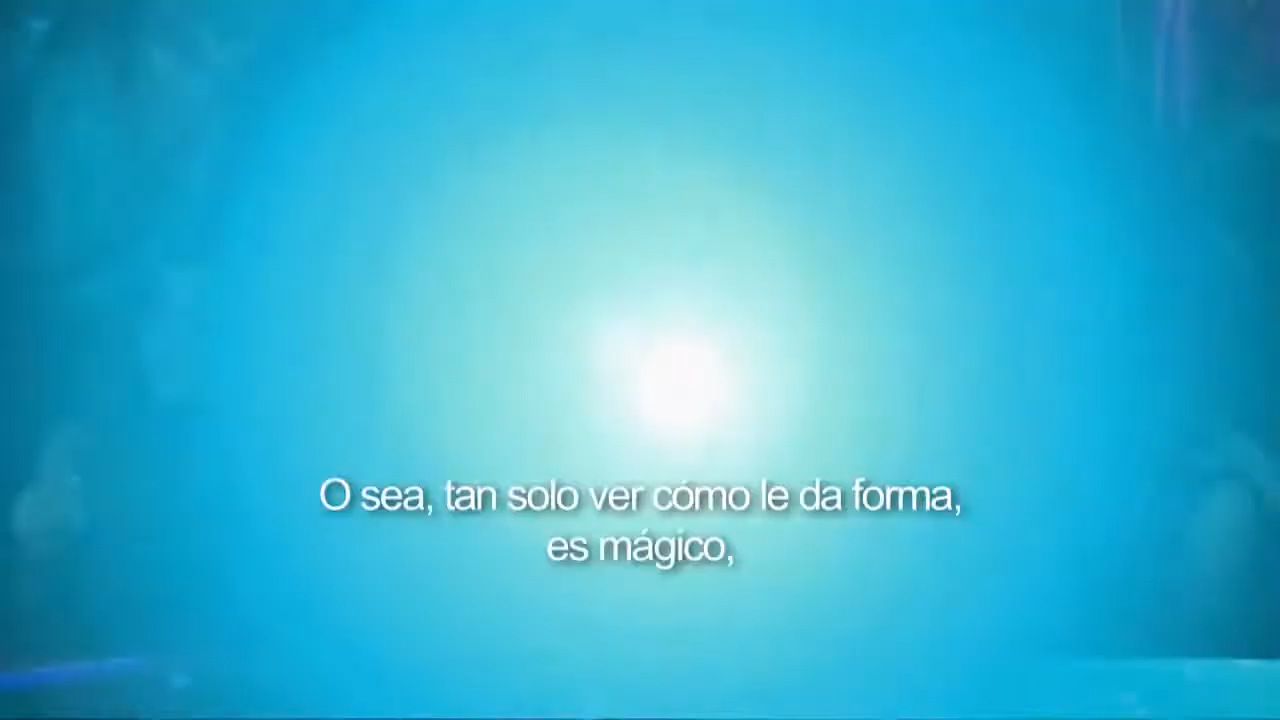 O sea, tan solo ver cómo le da forma,
es mágico,